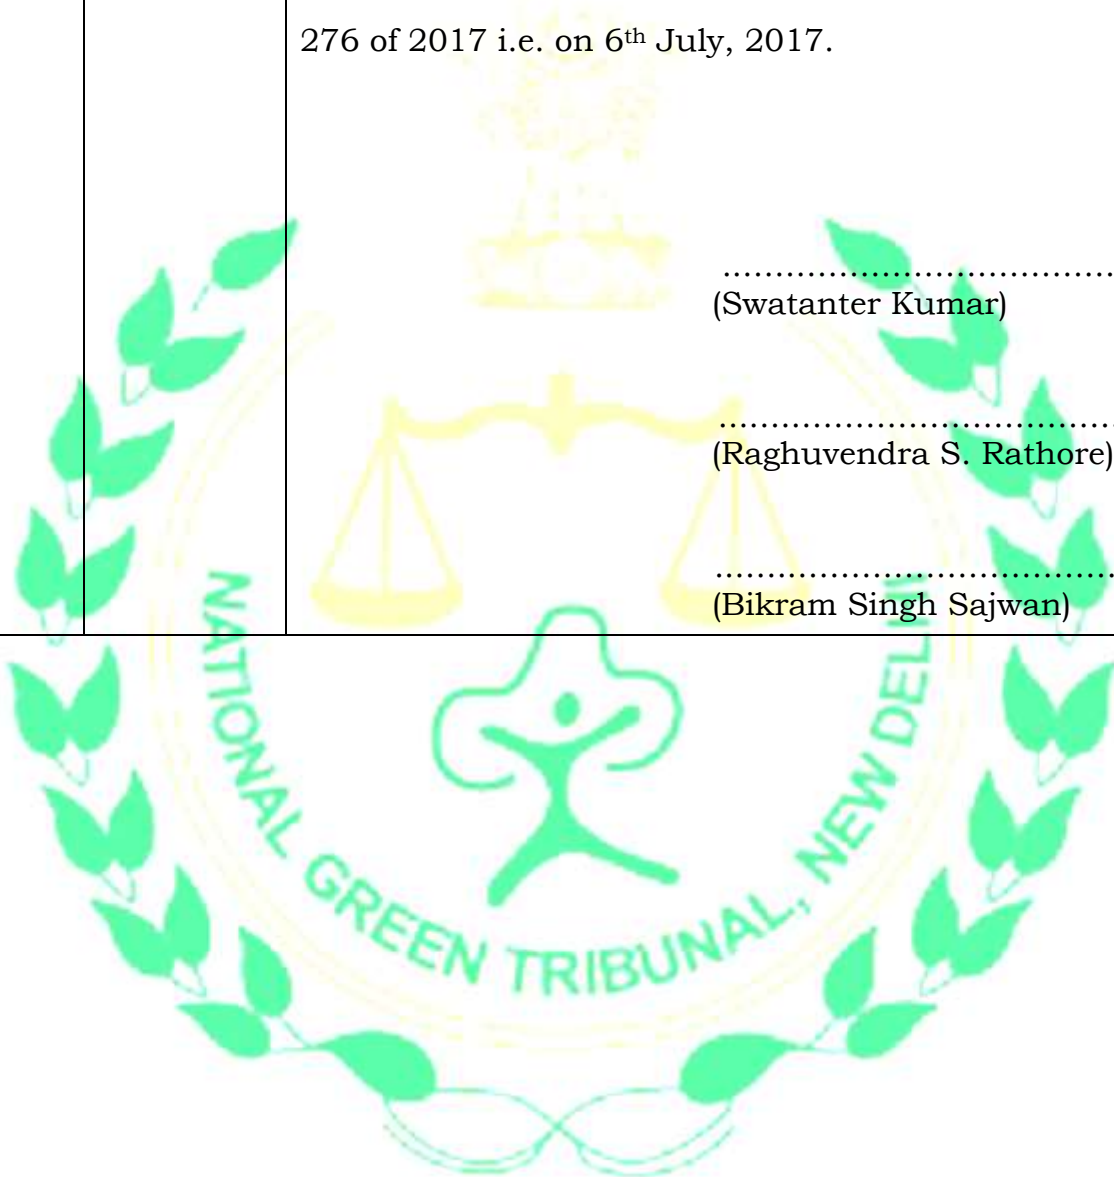 276 of 2017 i.e. on 6th July, 2017.
……………………………………
(Swatanter Kumar)
……………………………………
(Raghuvendra S. Rathore)
……………………………………
(Bikram Singh Sajwan)
NATIONAL GREEN TRIBUNAL, NEW DELHI